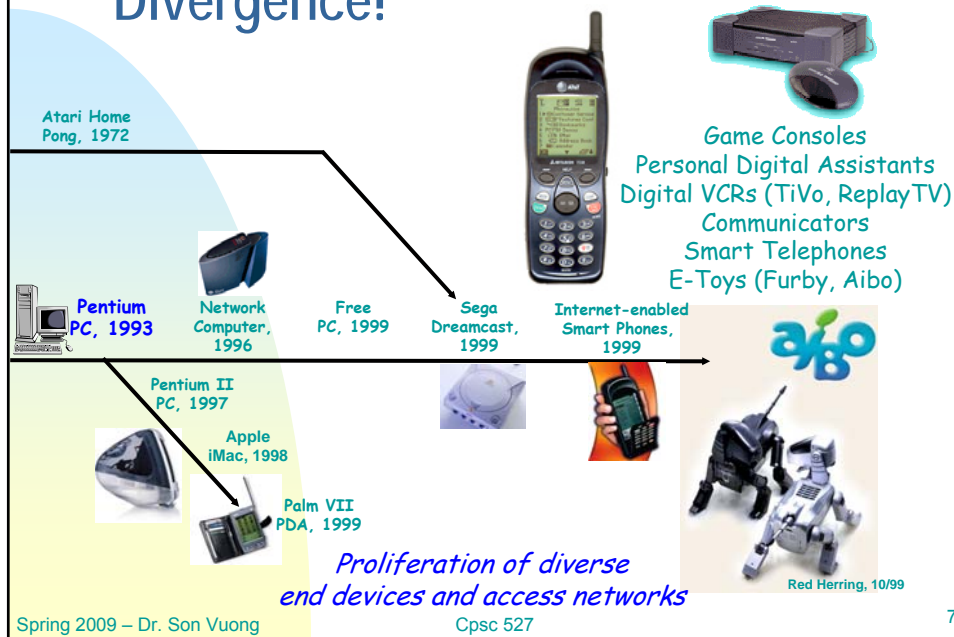 Divergence!
Atari Home
Pong, 1972
Game Consoles
Personal Digital Assistants
Digital VCRs (TiVo, ReplayTV)
Communicators
Smart Telephones
E-Toys (Furby, Aibo)
Pentium
PC, 1993
Network
Computer,
1996
Free
PC, 1999
Sega
Dreamcast,
1999
Internet-enabled
Smart Phones,
1999
aibo
Pentium II
PC, 1997
Apple
iMac, 1998
Palm VII
PDA, 1999
Red Herring, 10/99
Proliferation of diverse
end devices and access networks
Spring 2009 – Dr. Son Vuong
Cpsc 527
7